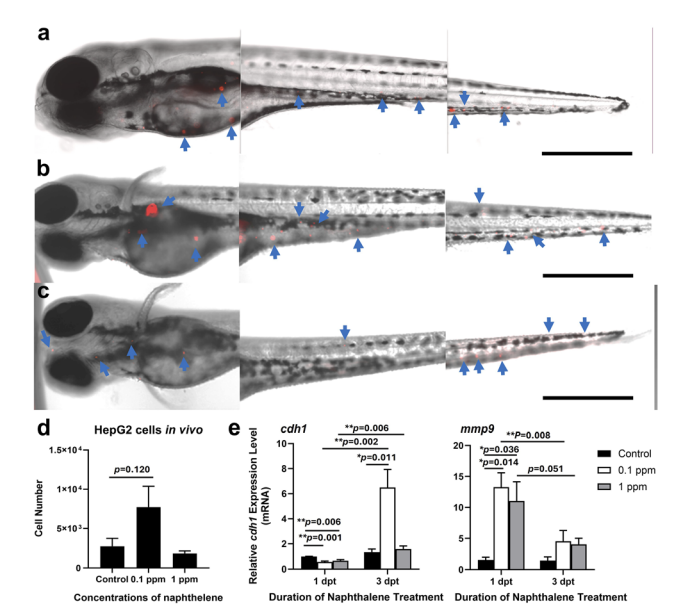 a
b
c
d
HepG2 cells in vivo
1.5×10⁴
1×10⁴
5×10³
0
Cell Number
p=0.120
Control 0.1 ppm 1 ppm
Concentrations of naphthelene
e
cdh1
**p=0.006
**p=0.002
*p=0.011
**p=0.006
**p=0.001
10
8
6
4
2
0
Relative cdh1 Expression Level
(mRNA)
1 dpt
3 dpt
Duration of Naphthalene Treatment
mmp9
**P=0.008
*p=0.036
*p=0.014
p=0.051
20
15
10
5
0
1 dpt
3 dpt
Duration of Naphthalene Treatment
Control
0.1 ppm
1 ppm